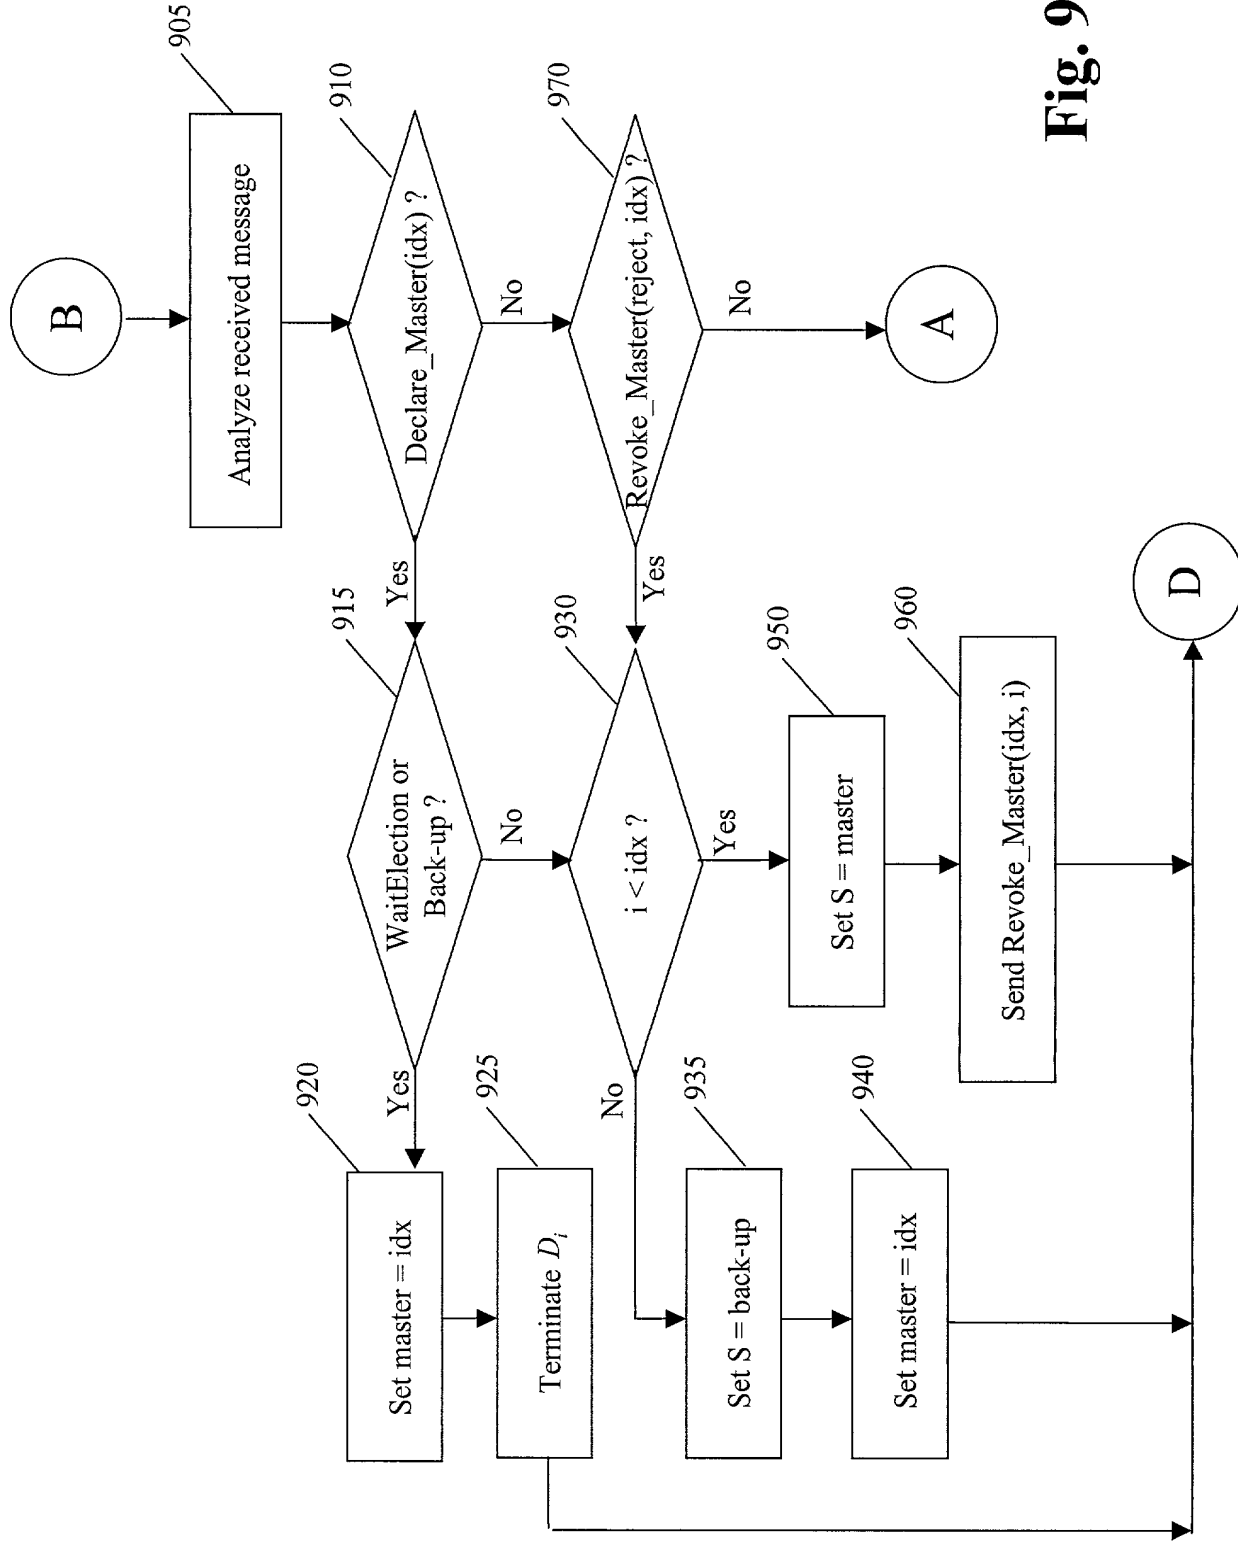 B
905
Analyze received message
910
Declare_Master(idx) ?
Yes
No
915
WaitElection or
Back-up ?
Yes
No
920
Set master = idx
925
Terminate Di
970
Revoke_Master(reject, idx) ?
Yes
No
930
i < idx ?
No
Yes
935
Set S = back-up
940
Set master = idx
950
Set S = master
960
Send Revoke_Master(idx, i)
A
D
Fig. 9